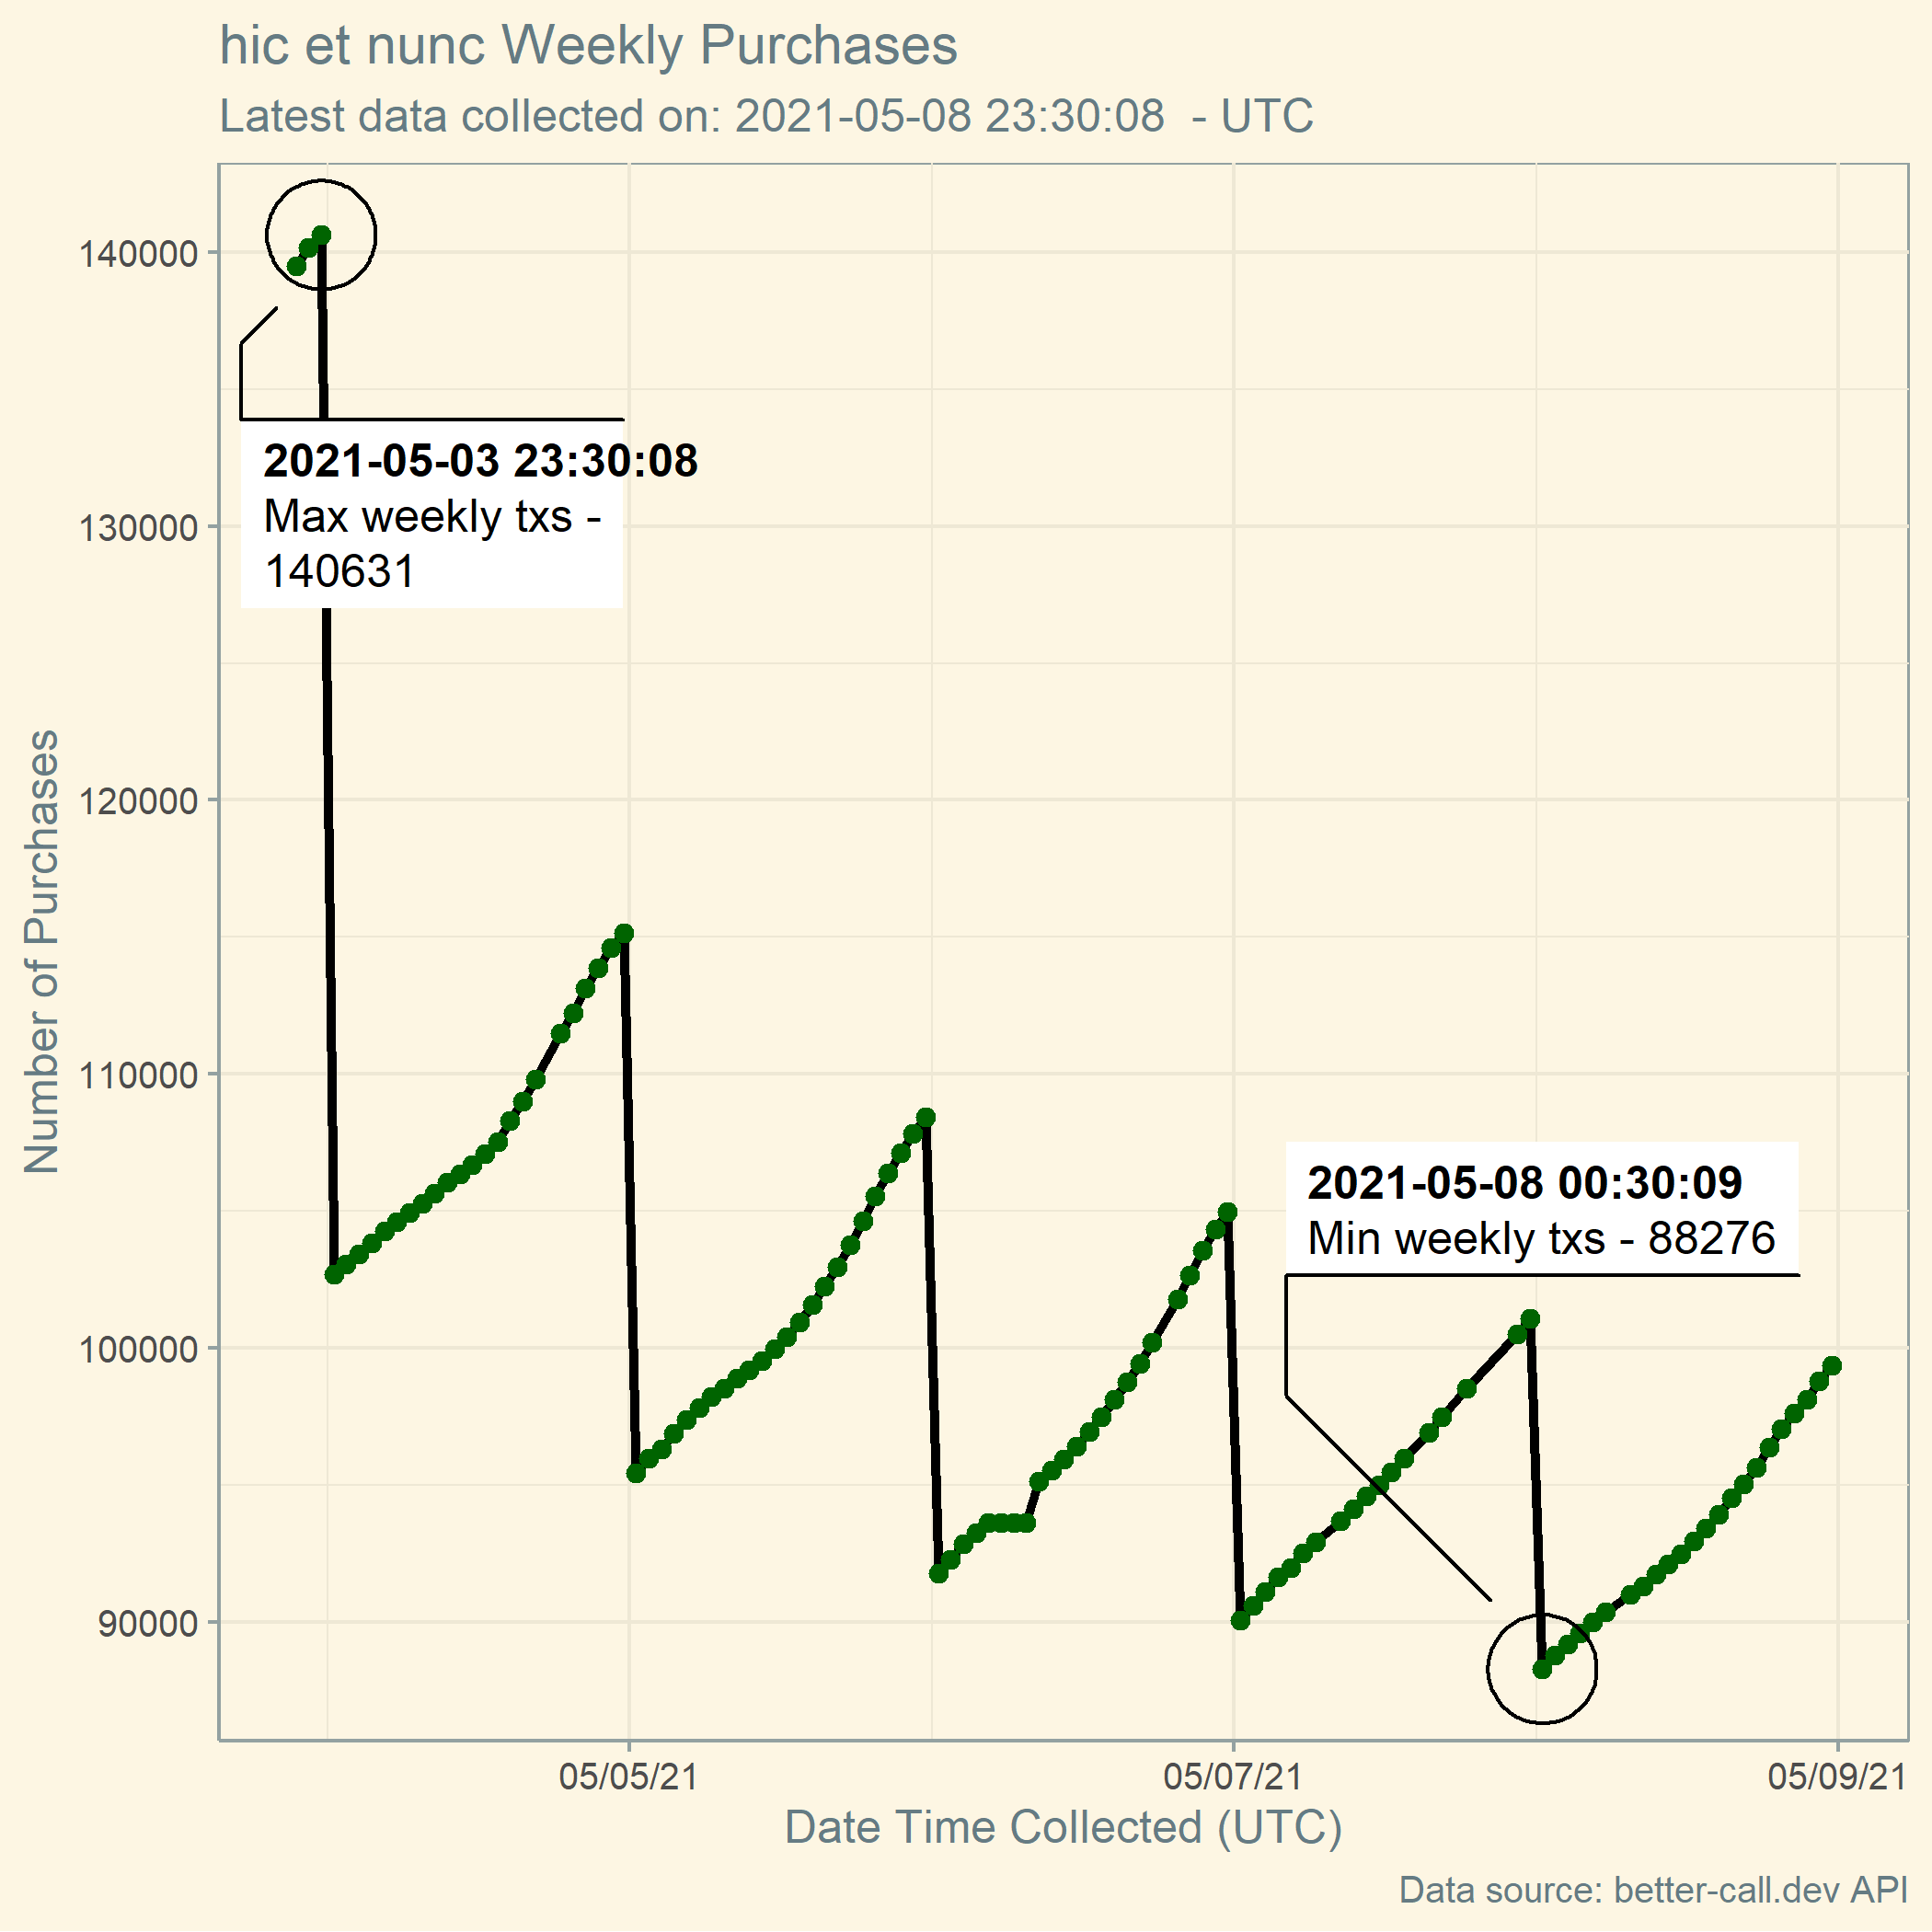 hic et nunc Weekly Purchases
Latest data collected on: 2021-05-08 23:30:08  - UTC
140000
130000
120000
110000
100000
90000
Number of Purchases
2021-05-03 23:30:08
Max weekly txs -
140631
2021-05-08 00:30:09
Min weekly txs - 88276
05/05/21
05/07/21
05/09/21
Date Time Collected (UTC)
Data source: better-call.dev API